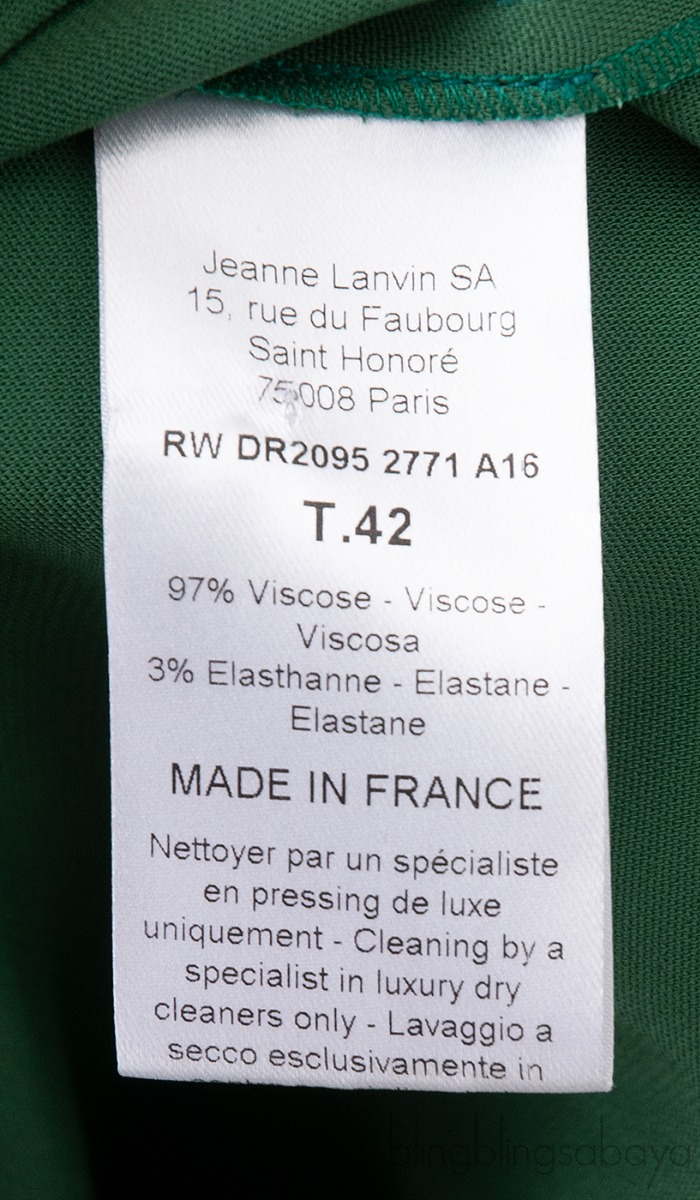 Jeanne Lanvin SA
15, rue du Faubourg
Saint Honoré
75008 Paris
RW DR2095 2771 A16
T.42
97% Viscose - Viscose -
Viscosa
3% Elasthanne - Elastane -
Elastane
MADE IN FRANCE
Nettoyer par un spécialiste
en pressing de luxe
uniquement - Cleaning by a
specialist in luxury dry
cleaners only - Lavaggio a
secco esclusivamente in
blingblingsabaya